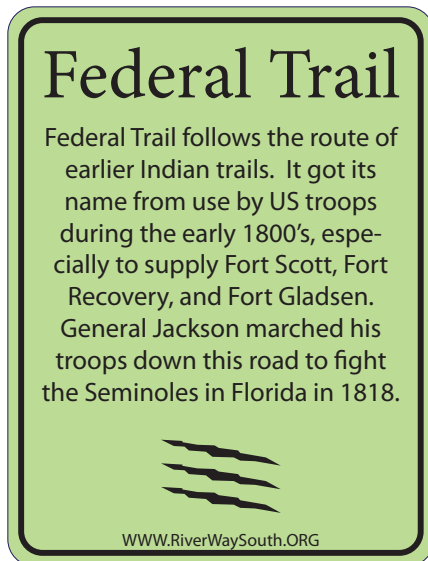 Federal Trail
Federal Trail follows the route of
earlier Indian trails.  It got its
name from use by US troops
during the early 1800's, espe-
cially to supply Fort Scott, Fort
Recovery, and Fort Gladsen.
General Jackson marched his
troops down this road to fight
the Seminoles in Florida in 1818.
WWW.RiverWaySouth.ORG